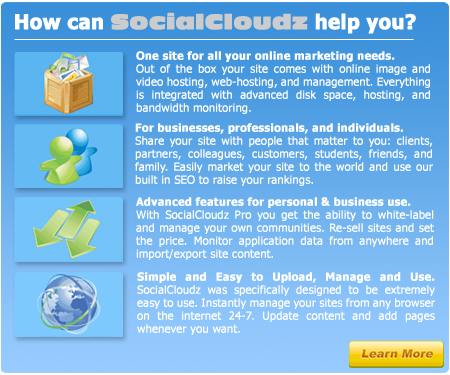 How can SocialCloudz help you?
One site for all your online marketing needs.
Out of the box your site comes with online image and
video hosting, web-hosting, and management. Everything
is integrated with advanced disk space, hosting, and
bandwidth monitoring.
For businesses, professionals, and individuals.
Share your site with people that matter to you: clients,
partners, colleagues, customers, students, friends, and
family. Easily market your site to the world and use our
built in SEO to raise your rankings.
Advanced features for personal & business use.
With SocialCloudz Pro you get the ability to white-label
and manage your own communities. Re-sell sites and set
the price. Monitor application data from anywhere and
import/export site content.
Simple and Easy to Upload, Manage and Use.
SocialCloudz was specifically designed to be extremely
easy to use. Instantly manage your sites from any browser
on the internet 24-7. Update content and add pages
whenever you want.
Learn More